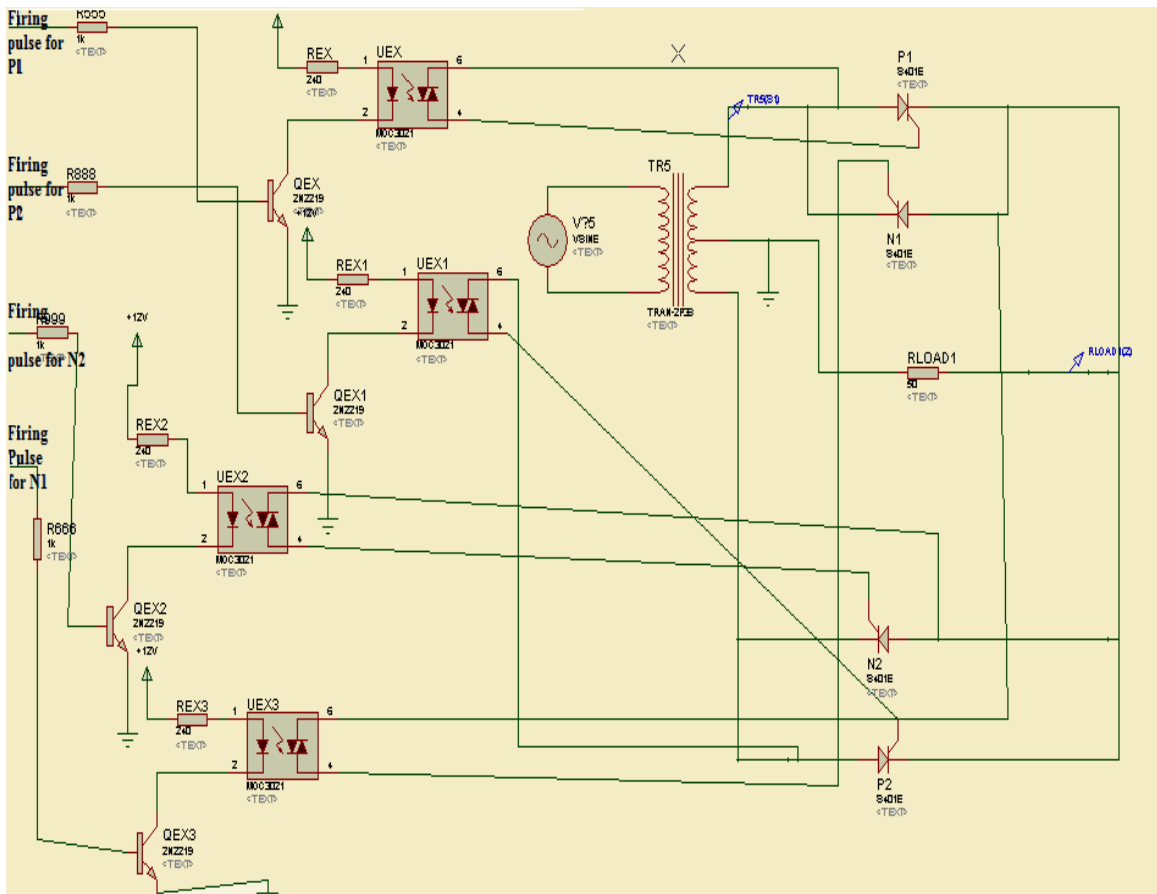 Firing
pulse for
P1
R555
1k
<TEXT>
REX
240
<TEXT>
UEX
1
6
2
4
MOC3021
<TEXT>
P1
S401E
<TEXT>
TR5(S1)
Firing
pulse for
P2
R888
1k
<TEXT>
QEX
2N2219
<TEXT>
+12V
TR5
TRAN-2P3S
<TEXT>
V?5
VSINE
<TEXT>
N1
S401E
<TEXT>
REX1
240
<TEXT>
UEX1
1
6
2
4
MOC3021
<TEXT>
Firing
R999
1k
<TEXT>
pulse for N2
+12V
RLOAD1
50
<TEXT>
RLOAD1(2)
QEX1
2N2219
<TEXT>
Firing
Pulse
for N1
REX2
240
<TEXT>
UEX2
1
6
2
4
MOC3021
<TEXT>
R666
1k
<TEXT>
QEX2
2N2219
<TEXT>
+12V
N2
S401E
<TEXT>
REX3
240
<TEXT>
UEX3
1
6
2
4
MOC3021
<TEXT>
P2
S401E
<TEXT>
QEX3
2N2219
<TEXT>